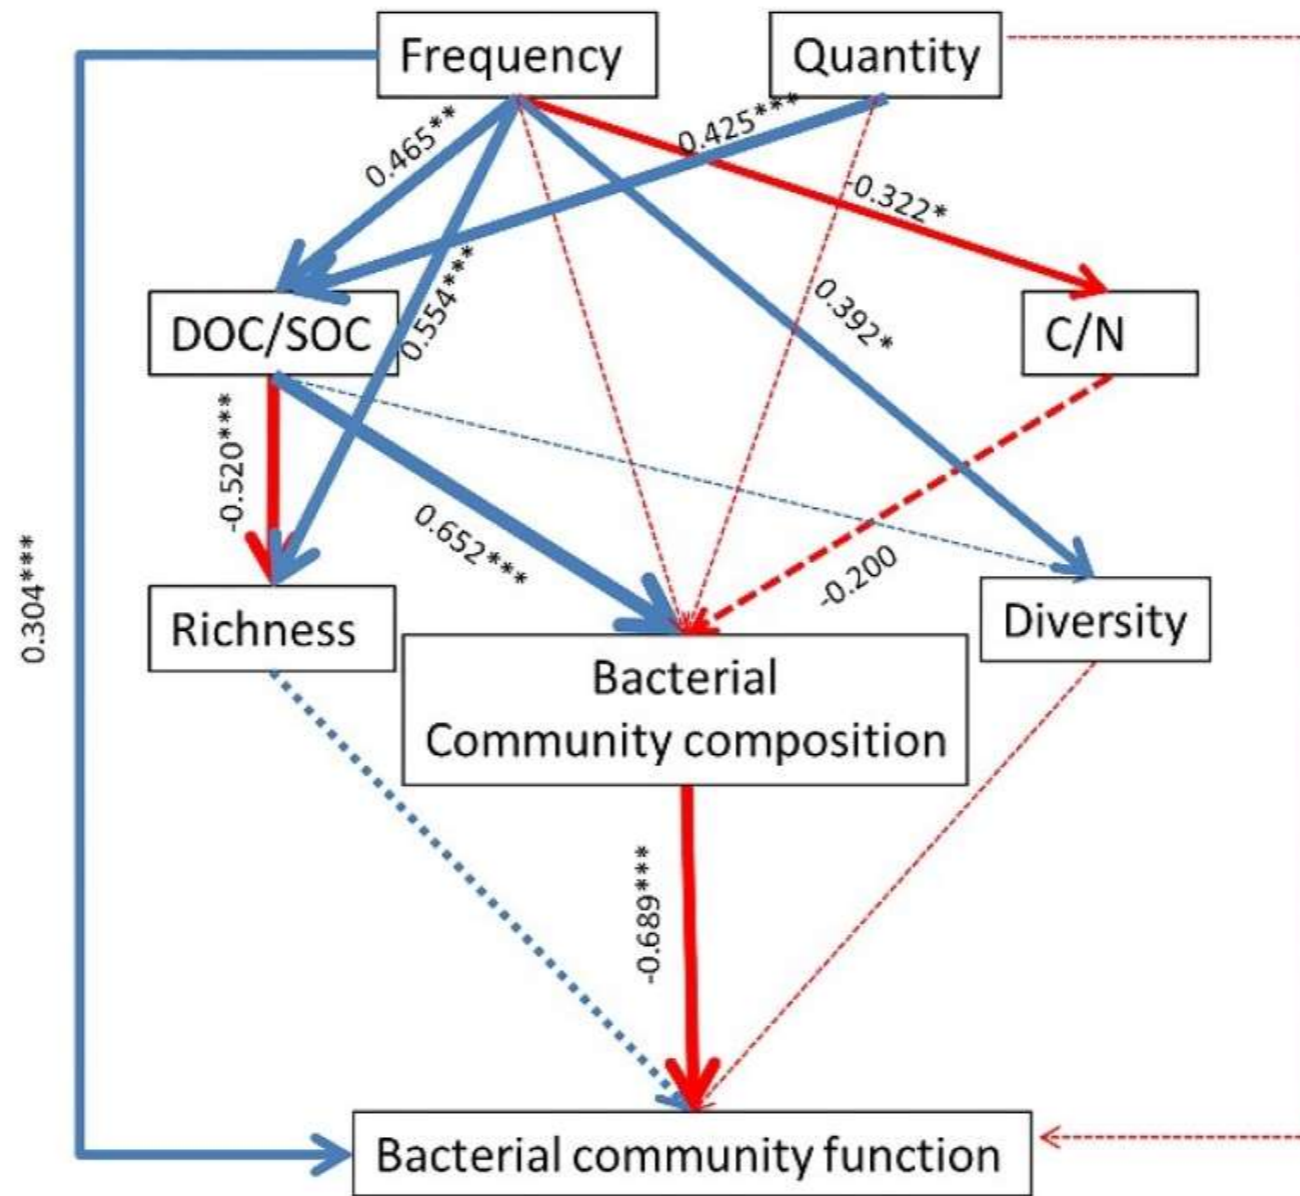 Frequency
Quantity
0.465**
0.425***
-0.322*
0.554***
0.392*
DOC/SOC
C/N
-0.520***
0.652***
-0.200
0.304***
Richness
Diversity
Bacterial
Community composition
-0.689***
Bacterial community function